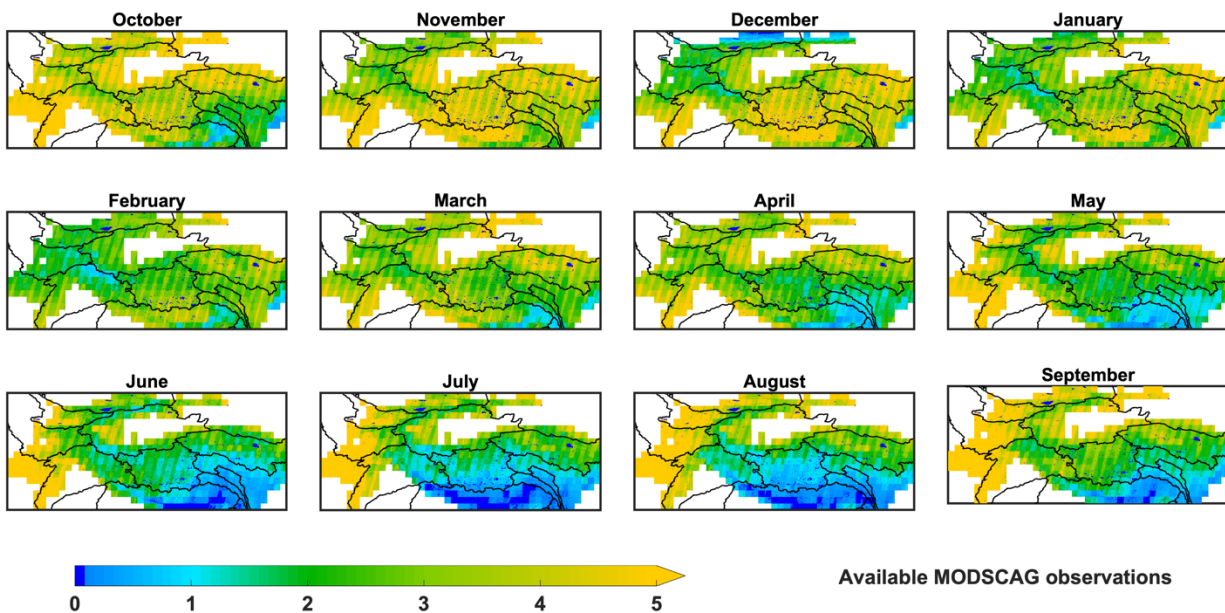 October November December January
February March April May
June July August September
0 1 2 3 4 5
Available MODSCAG observations